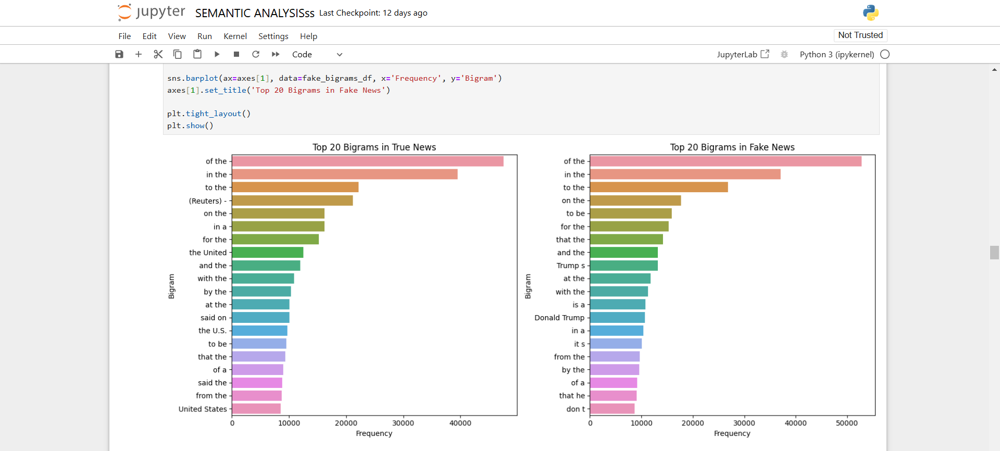 jupyter SEMANTIC ANALYSISss Last Checkpoint: 12 days ago
File Edit View Run Kernel Settings Help
Not Trusted
Code
JupyterLab
Python 3 (ipykernel)
sns.barplot(ax=axes[1], data=fake_bigrams_df, x='Frequency', y='Bigram')
axes[1].set_title('Top 20 Bigrams in Fake News')
plt.tight_layout()
plt.show()
Top 20 Bigrams in True News
of the
in the
to the
(Reuters) -
on the
in a
for the
the United
and the
with the
by the
at the
said on
the U.S.
to be
that the
of a
said the
from the
United States
Bigram
0 10000 20000 30000 40000
Frequency
Top 20 Bigrams in Fake News
of the
in the
to the
on the
to be
for the
that the
and the
Trump s
at the
with the
is a
Donald Trump
in a
it s
from the
by the
of a
that he
don t
Bigram
0 10000 20000 30000 40000 50000
Frequency